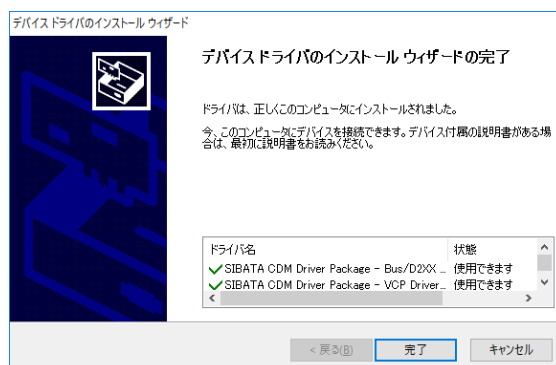 デバイス ドライバのインストール ウィザード
デバイス ドライバのインストール ウィザードの完了
ドライバは、正しくこのコンピュータにインストールされました。
今、このコンピュータにデバイスを接続できます。デバイス付属の説明書がある場
合は、最初に説明書をお読みください。
ドライバ名 状態
SIBATA CDM Driver Package - Bus/D2XX ... 使用できます
SIBATA CDM Driver Package - VCP Driver... 使用できます
< 戻る(B) 完了 キャンセル